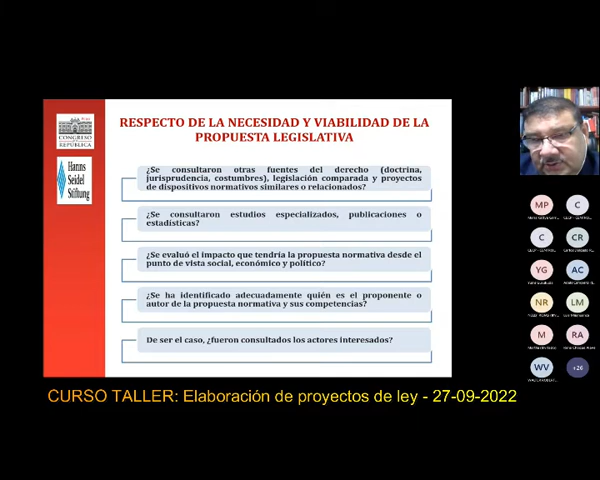 CONGRESO
REPÚBLICA
Hanns
Seidel
Stiftung
RESPECTO DE LA NECESIDAD Y VIABILIDAD DE LA
PROPUESTA LEGISLATIVA
¿Se consultaron otras fuentes del derecho (doctrina,
jurisprudencia, costumbres), legislación comparada y proyectos
de dispositivos normativos similares o relacionados?
¿Se consultaron estudios especializados, publicaciones o
estadísticas?
¿Se evaluó el impacto que tendría la propuesta normativa desde el
punto de vista social, económico y político?
¿Se ha identificado adecuadamente quién es el proponente o
autor de la propuesta normativa y sus competencias?
De ser el caso, ¿fueron consultados los actores interesados?
MP
C
C
CR
YG
AC
NR
LM
M
RA
WV
+26
CURSO TALLER: Elaboración de proyectos de ley - 27-09-2022